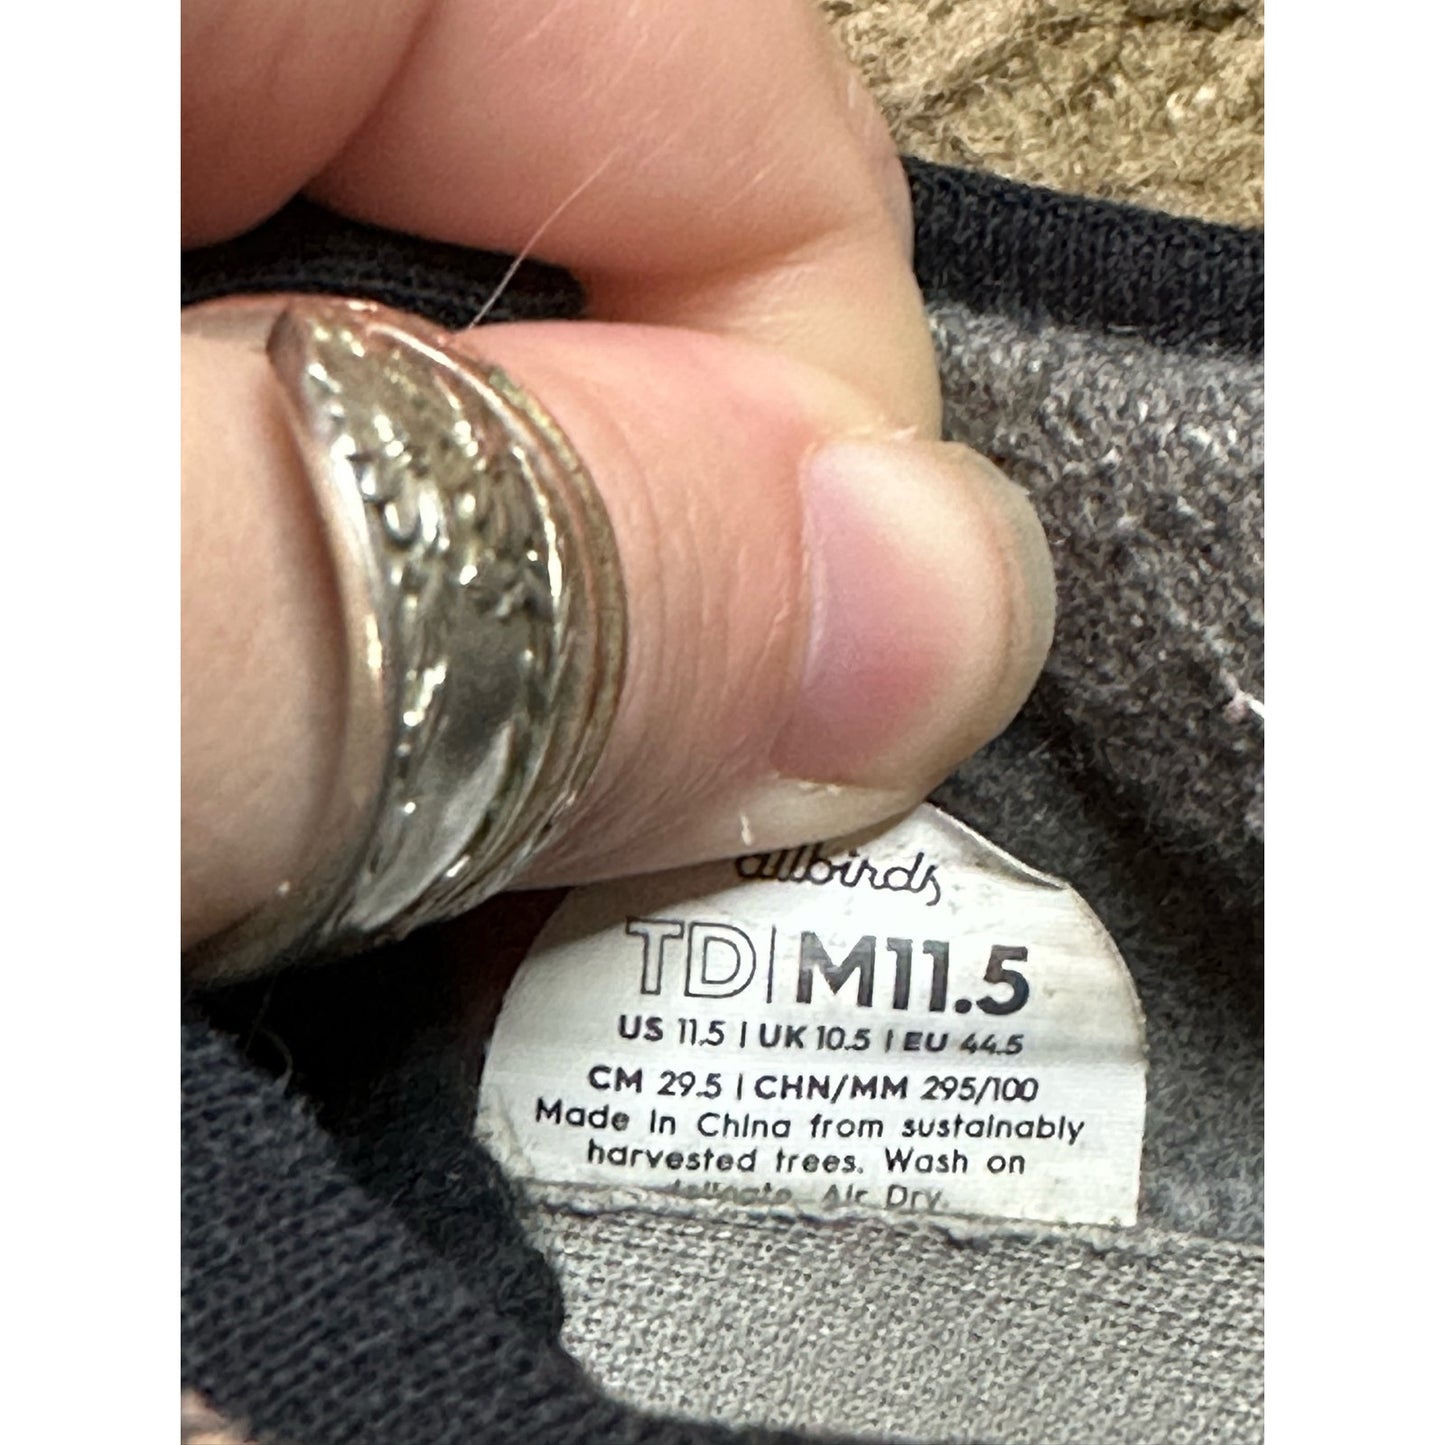 allbirds
TD|M11.5
US 11.5 | UK 10.5 | EU 44.5
CM 29.5 | CHN/MM 295/100
Made In China from sustainably
harvested trees. Wash on
delicate. Air Dry.